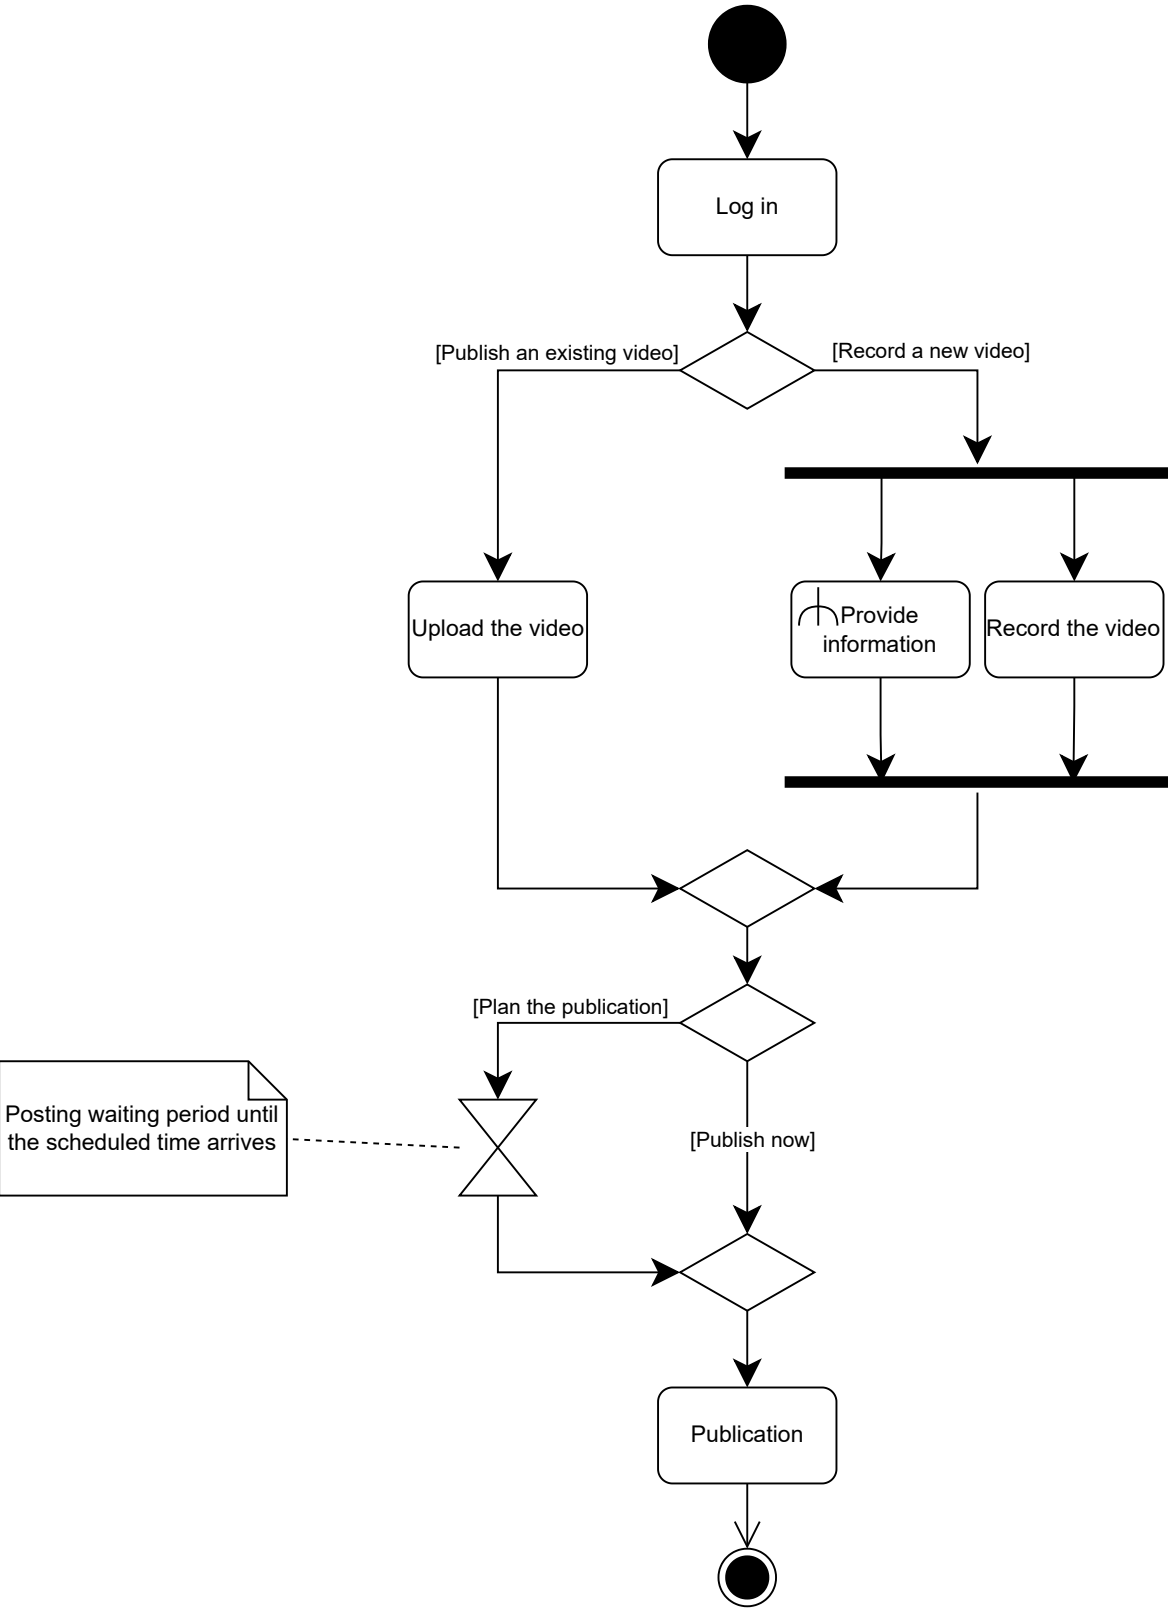 Log in
[Publish an existing video]
[Record a new video]
Upload the video
Provide
information
Record the video
[Plan the publication]
Posting waiting period until
the scheduled time arrives
[Publish now]
Publication